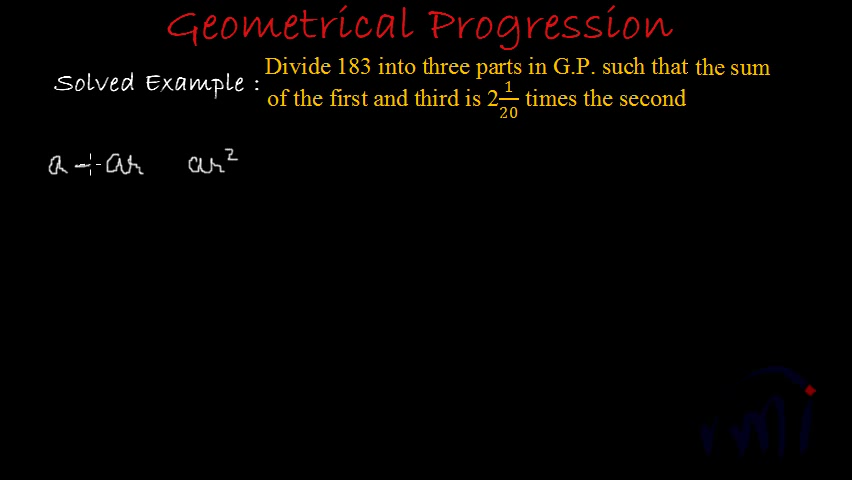 Geometrical Progression
Solved Example : Divide 183 into three parts in G.P. such that the sum
of the first and third is 2 1/20 times the second
a + ar ar²
rmi